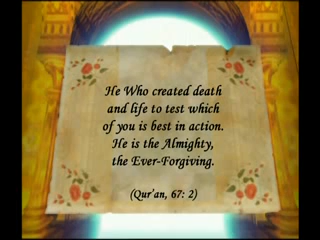 He Who created death
and life to test which
of you is best in action.
He is the Almighty,
the Ever-Forgiving.
(Qur'an, 67: 2)